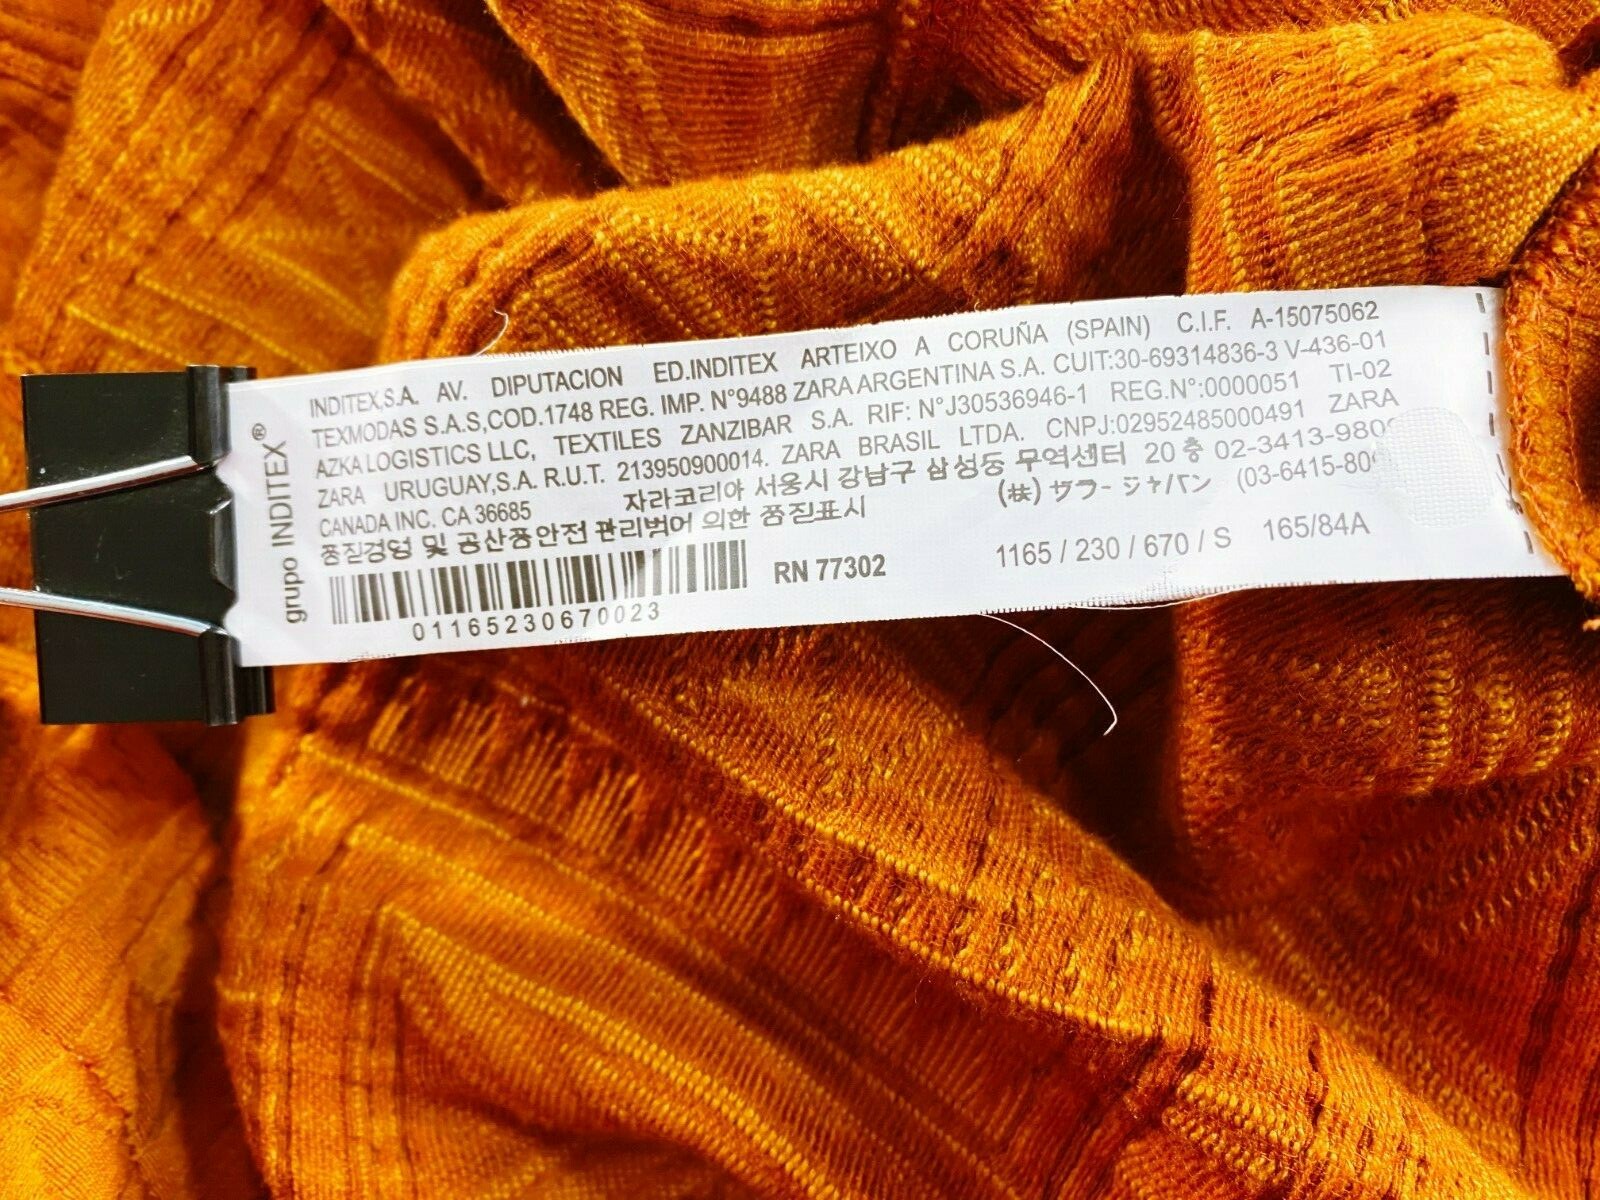 grupo INDITEX®
INDITEX,S.A. AV. DIPUTACION ED.INDITEX ARTEIXO A CORUÑA (SPAIN) C.I.F. A-15075062
TEXMODAS S.A.S,COD.1748 REG. IMP. N°9488 ZARA ARGENTINA S.A. CUIT:30-69314836-3 V-436-01
AZKA LOGISTICS LLC, TEXTILES ZANZIBAR S.A. RIF: N°J30536946-1 REG.N°:0000051 TI-02
ZARA URUGUAY,S.A. R.U.T. 213950900014. ZARA BRASIL LTDA. CNPJ:02952485000491 ZARA
CANADA INC. CA 36685 자라코리아 서울시 강남구 삼성동 무역센터 20층
품질경영 및 공산품안전 관리법에 의한 품질표시 (株) ザラ- ジャパン
RN 77302 1165 / 230 / 670 / S 165/84A
01165230670023